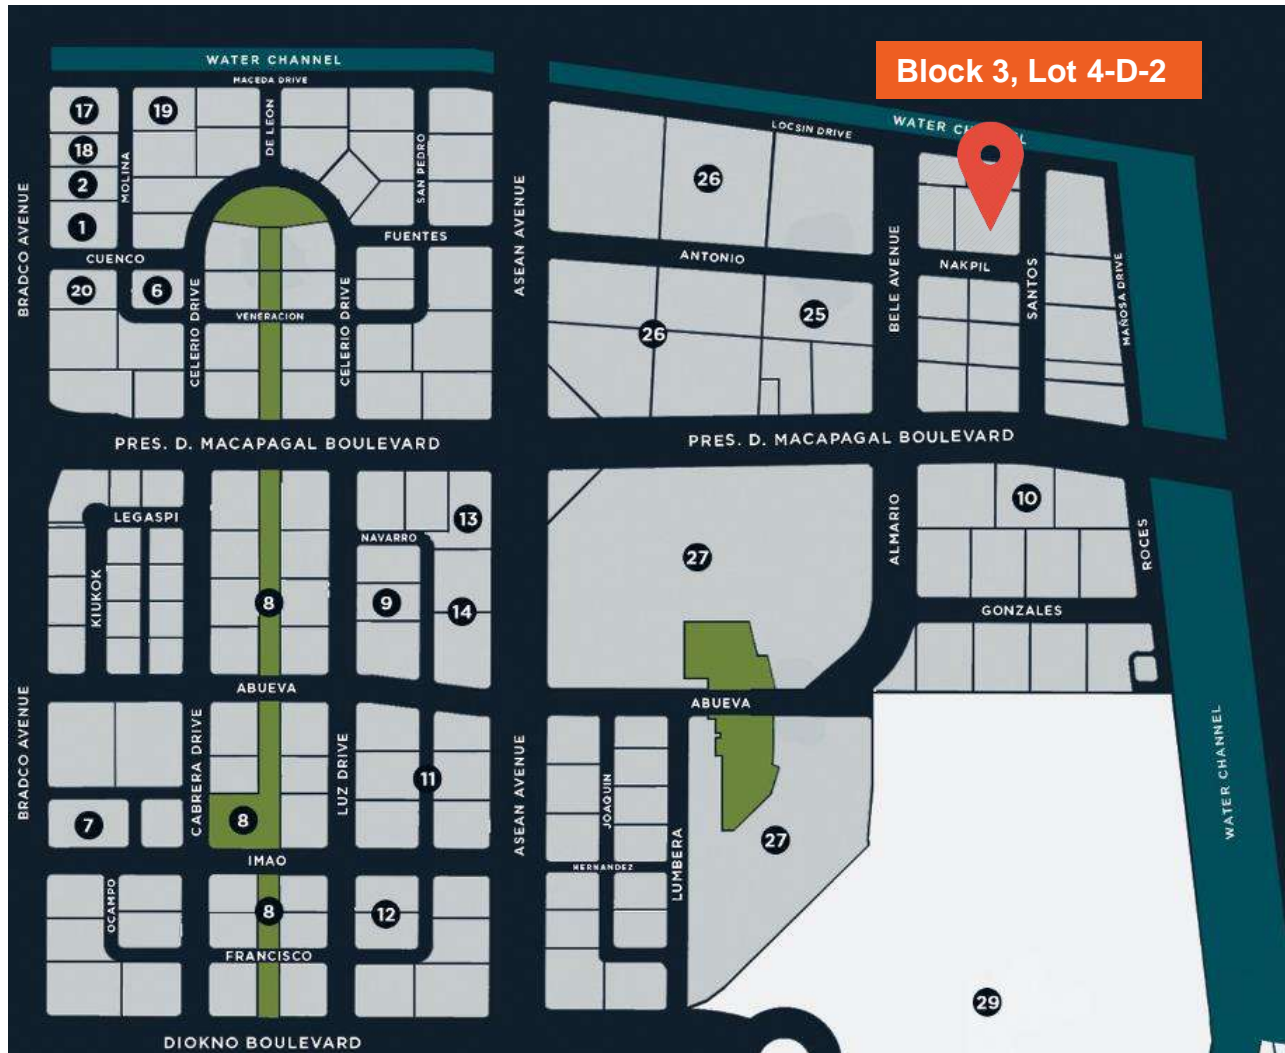 Block 3, Lot 4-D-2
WATER CHANNEL
MACEDA DRIVE
17
19
DE LEON
LOCSIN DRIVE
WATER CH
EL
18
MOLINA
2
SAN PEDRO
26
1
BRADCO AVENUE
ASEAN AVENUE
FUENTES
CUENCO
ANTONIO
BELE AVENUE
NAKPIL
SANTOS
MAÑOSA DRIVE
20
6
CELERIO DRIVE
VENERACION
CELERIO DRIVE
25
26
PRES. D. MACAPAGAL BOULEVARD
PRES. D. MACAPAGAL BOULEVARD
10
LEGASPI
13
NAVARRO
ALMARIO
ROCES
27
KIUKOK
8
9
14
GONZALES
ABUEVA
ABUEVA
BRADCO AVENUE
CABRERA DRIVE
LUZ DRIVE
ASEAN AVENUE
11
JOAQUIN
WATER CHANNEL
7
8
27
IMAO
HERNANDEZ
LUMBERA
OCAMPO
8
12
FRANCISCO
29
DIOKNO BOULEVARD